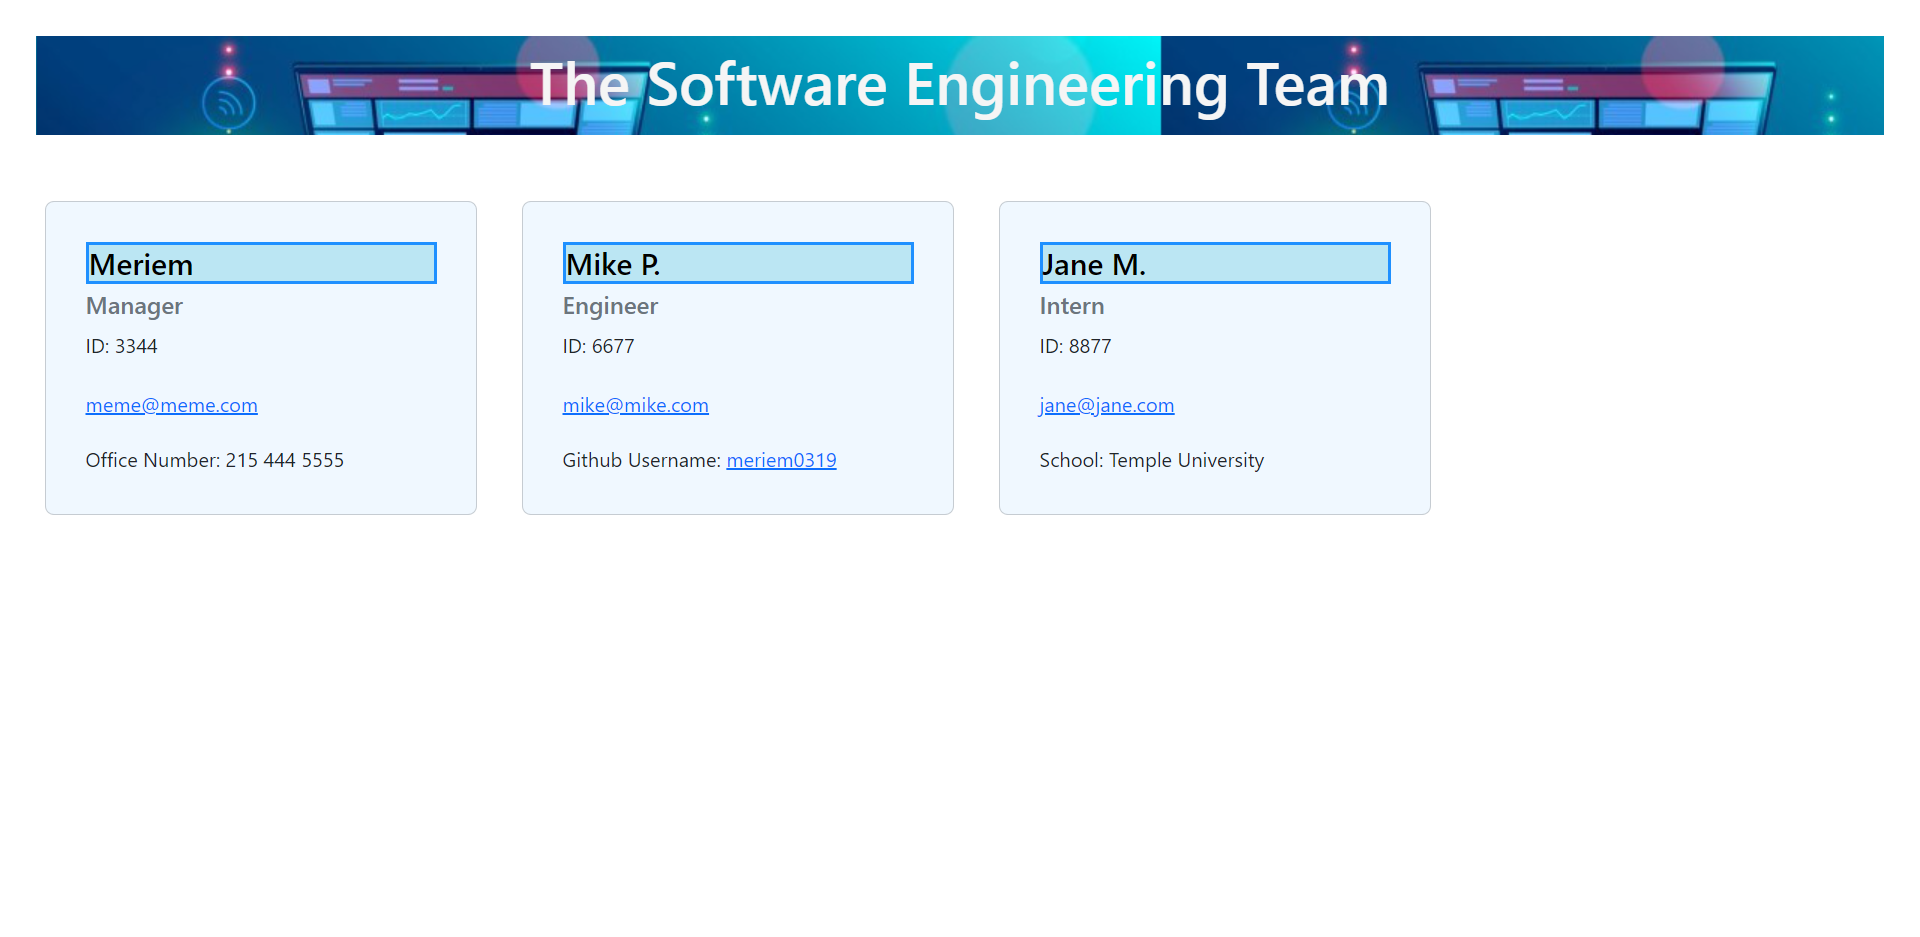 The Software Engineering Team
Meriem
Manager
ID: 3344
meme@meme.com
Office Number: 215 444 5555
Mike P.
Engineer
ID: 6677
mike@mike.com
Github Username: meriem0319
Jane M.
Intern
ID: 8877
jane@jane.com
School: Temple University